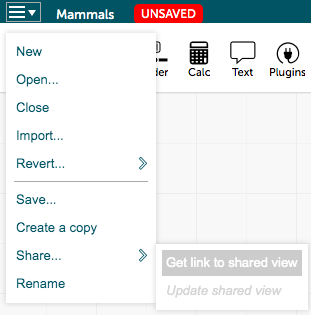 Mammals UNSAVED
New
Open...
Close
Import...
Revert...
Save...
Create a copy
Share...
Rename
der Calc Text Plugins
Get link to shared view
Update shared view